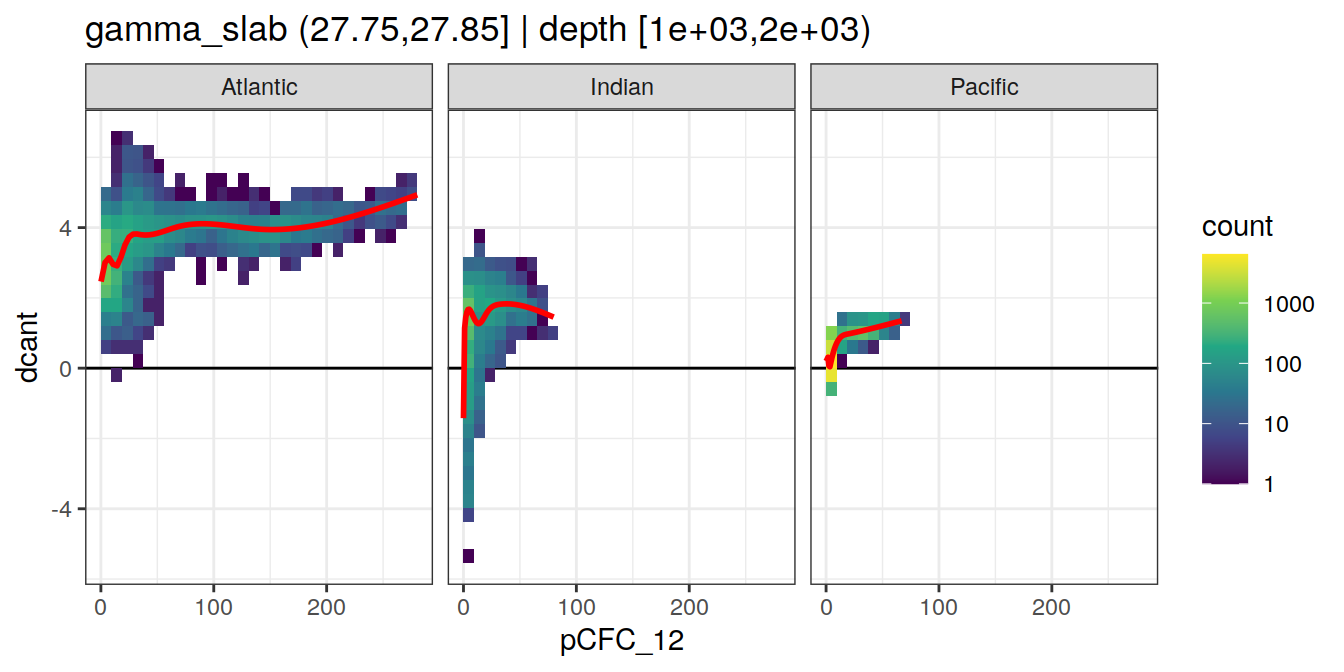 gamma_slab (27.75,27.85] | depth [1e+03,2e+03)
Atlantic
Indian
Pacific
dcant
4
0
-4
0 100 200
0 100 200
0 100 200
pCFC_12
count
1000
100
10
1